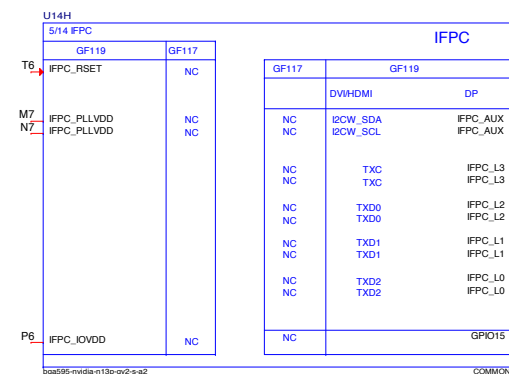 U14H
5/14 IFPC
IFPC
GF119 GF117
T6 IFPC_RSET NC
GF117 GF119
DVI/HDMI DP
M7 IFPC_PLLVDD NC
N7 IFPC_PLLVDD NC
NC I2CW_SDA IFPC_AUX
NC I2CW_SCL IFPC_AUX
NC TXC IFPC_L3
NC TXC IFPC_L3
NC TXD0 IFPC_L2
NC TXD0 IFPC_L2
NC TXD1 IFPC_L1
NC TXD1 IFPC_L1
NC TXD2 IFPC_L0
NC TXD2 IFPC_L0
P6 IFPC_IOVDD NC
NC GPIO15
bga595-nvidia-n13p-gv2-s-a2 COMMON